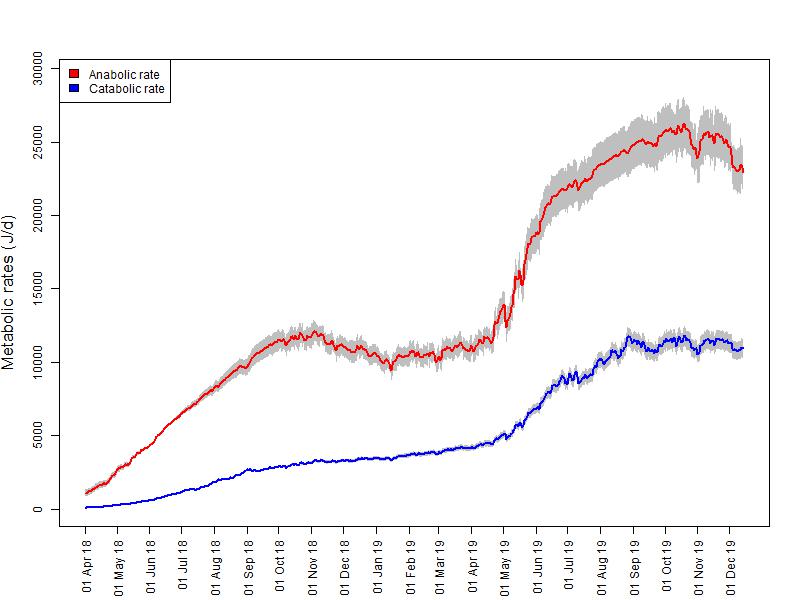 Anabolic rate
Catabolic rate
Metabolic rates (J/d)
30000
25000
20000
15000
10000
5000
0
01 Apr 18
01 May 18
01 Jun 18
01 Jul 18
01 Aug 18
01 Sep 18
01 Oct 18
01 Nov 18
01 Dec 18
01 Jan 19
01 Feb 19
01 Mar 19
01 Apr 19
01 May 19
01 Jun 19
01 Jul 19
01 Aug 19
01 Sep 19
01 Oct 19
01 Nov 19
01 Dec 19